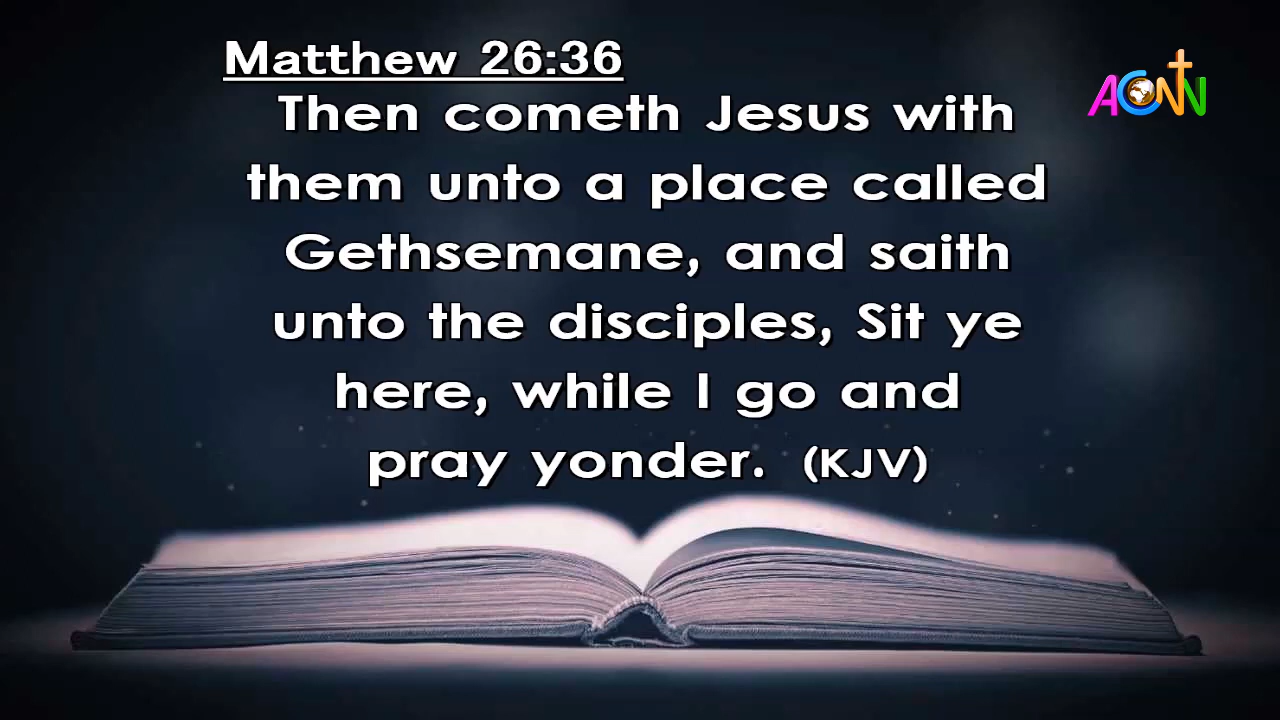 Matthew 26:36
ACNN
Then cometh Jesus with
them unto a place called
Gethsemane, and saith
unto the disciples, Sit ye
here, while I go and
pray yonder. (KJV)